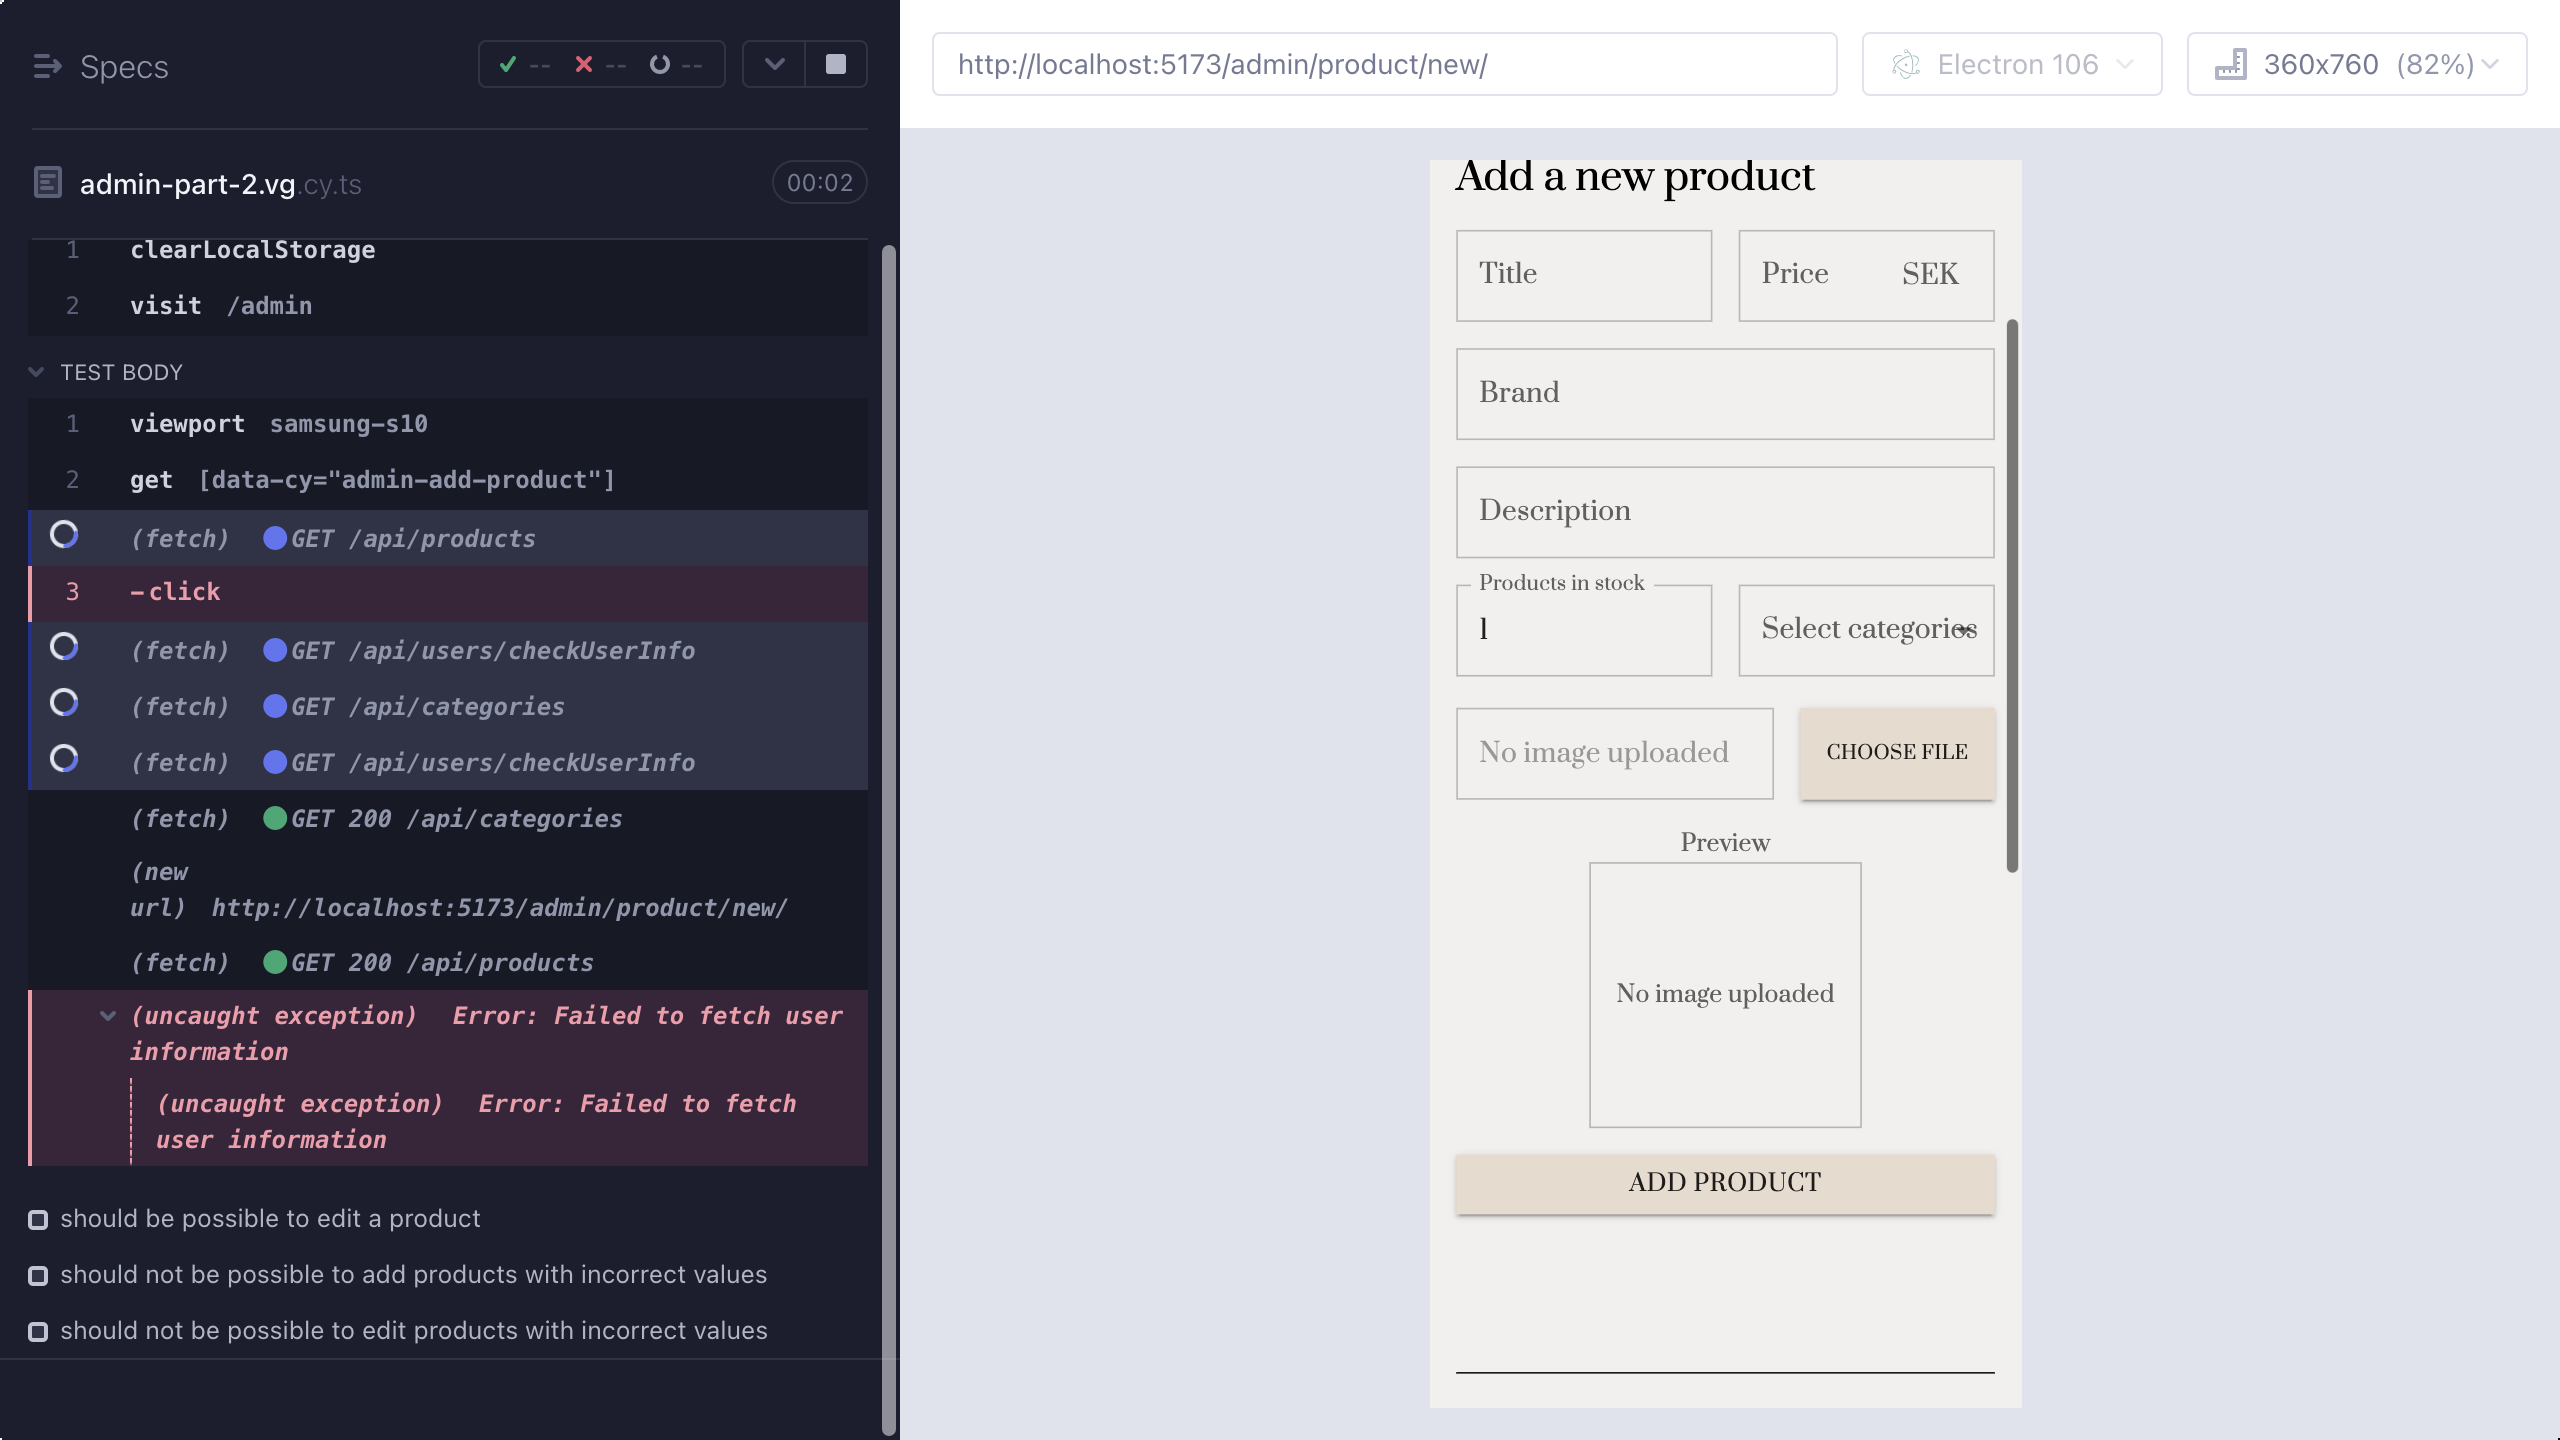 Specs
-- -- --
admin-part-2.vg.cy.ts 00:02
1 clearLocalStorage
2 visit /admin
TEST BODY
1 viewport samsung-s10
2 get [data-cy="admin-add-product"]
(fetch) GET /api/products
3 -click
(fetch) GET /api/users/checkUserInfo
(fetch) GET /api/categories
(fetch) GET /api/users/checkUserInfo
(fetch) GET 200 /api/categories
(new
url) http://localhost:5173/admin/product/new/
(fetch) GET 200 /api/products
(uncaught exception) Error: Failed to fetch user
information
(uncaught exception) Error: Failed to fetch
user information
should be possible to edit a product
should not be possible to add products with incorrect values
should not be possible to edit products with incorrect values
http://localhost:5173/admin/product/new/
Electron 106
360x760 (82%)
Add a new product
Title
Price SEK
Brand
Description
Products in stock
1
Select categories
No image uploaded
CHOOSE FILE
Preview
No image uploaded
ADD PRODUCT